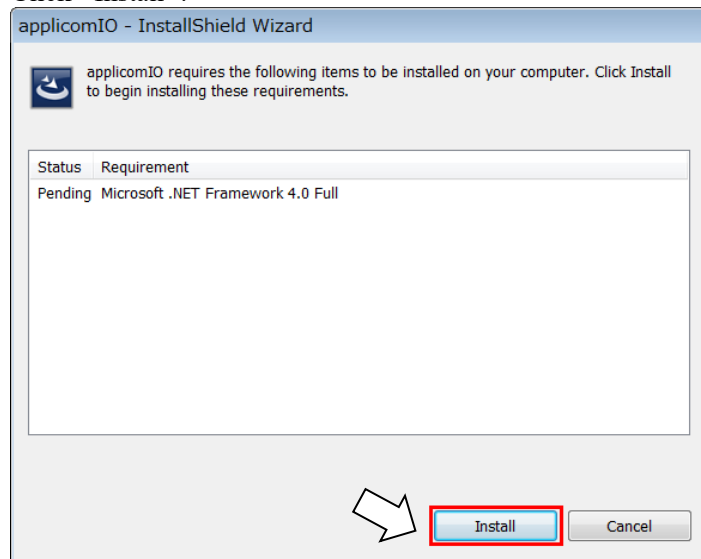 applicomIO - InstallShield Wizard
applicomIO requires the following items to be installed on your computer. Click Install
to begin installing these requirements.
Status Requirement
Pending Microsoft .NET Framework 4.0 Full
Install Cancel